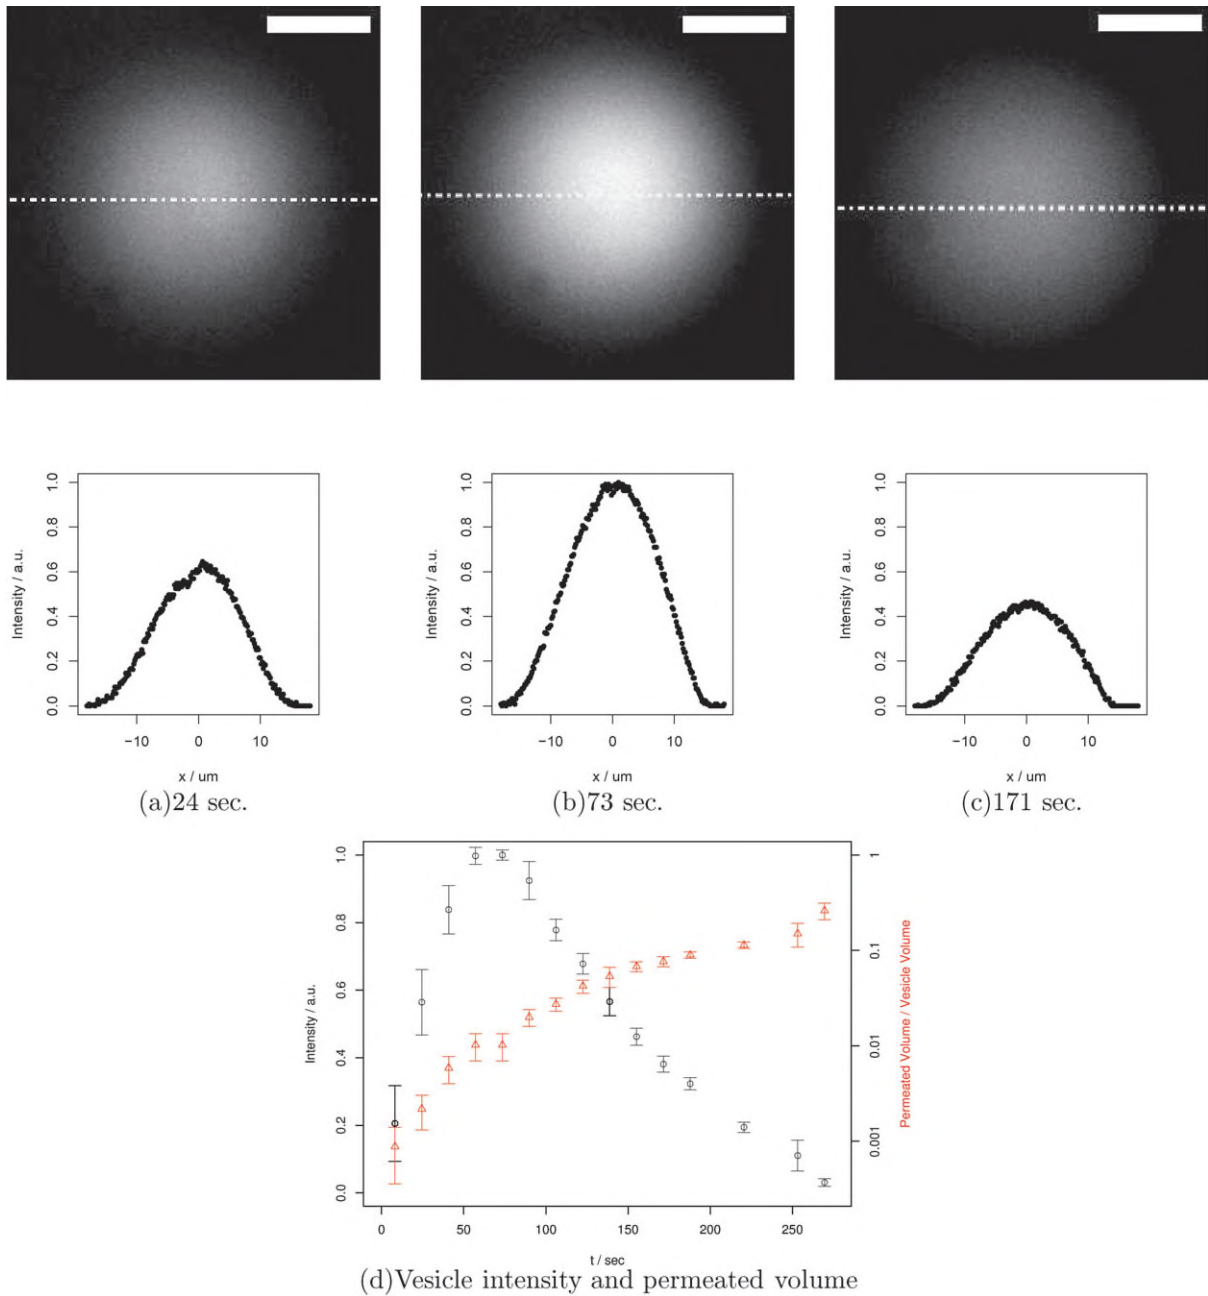 1.0
0.8
0.6
0.4
0.2
0.0
Intensity / a.u.
−10 0 10
x / um
(a)24 sec.
1.0
0.8
0.6
0.4
0.2
0.0
Intensity / a.u.
−10 0 10
x / um
(b)73 sec.
1.0
0.8
0.6
0.4
0.2
0.0
Intensity / a.u.
−10 0 10
x / um
(c)171 sec.
1.0
0.8
0.6
0.4
0.2
0.0
Intensity / a.u.
1
0.1
0.01
0.001
Permeated Volume / Vesicle Volume
0 50 100 150 200 250
t / sec
(d)Vesicle intensity and permeated volume